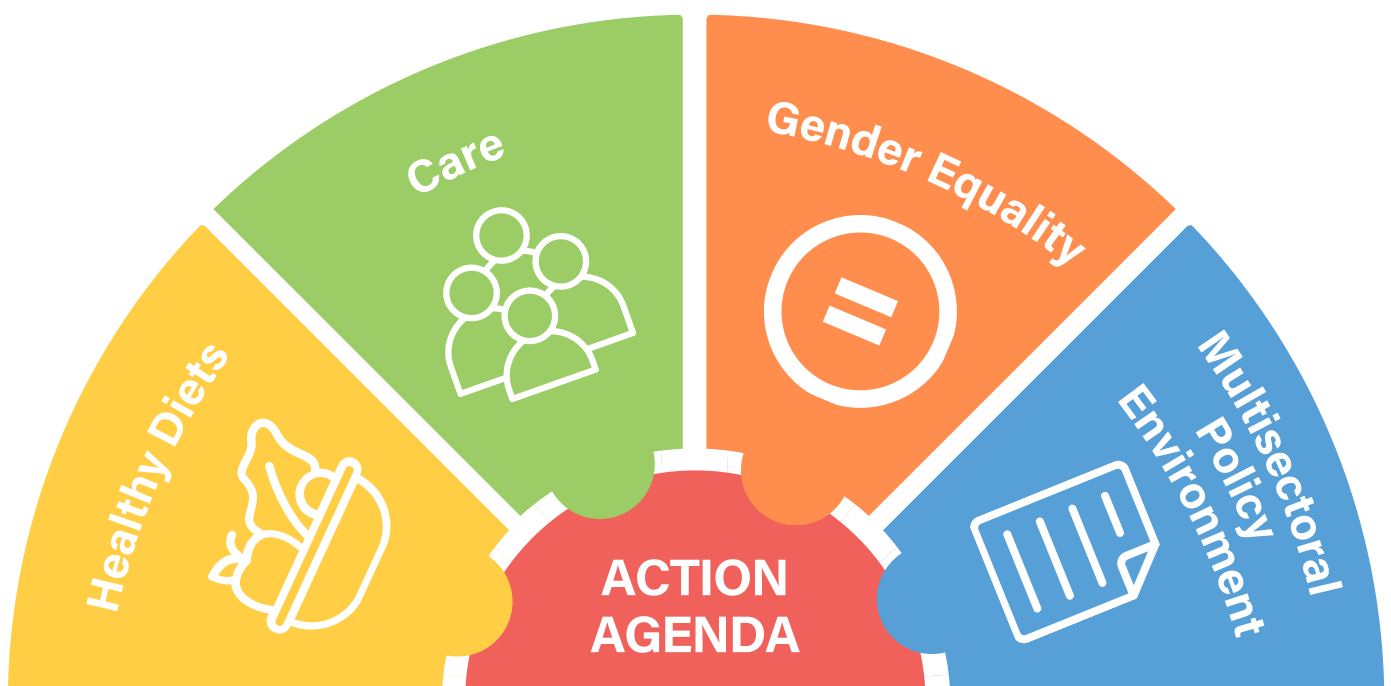 Healthy Diets
Care
Gender Equality
Multisectoral
Policy
Environment
ACTION
AGENDA